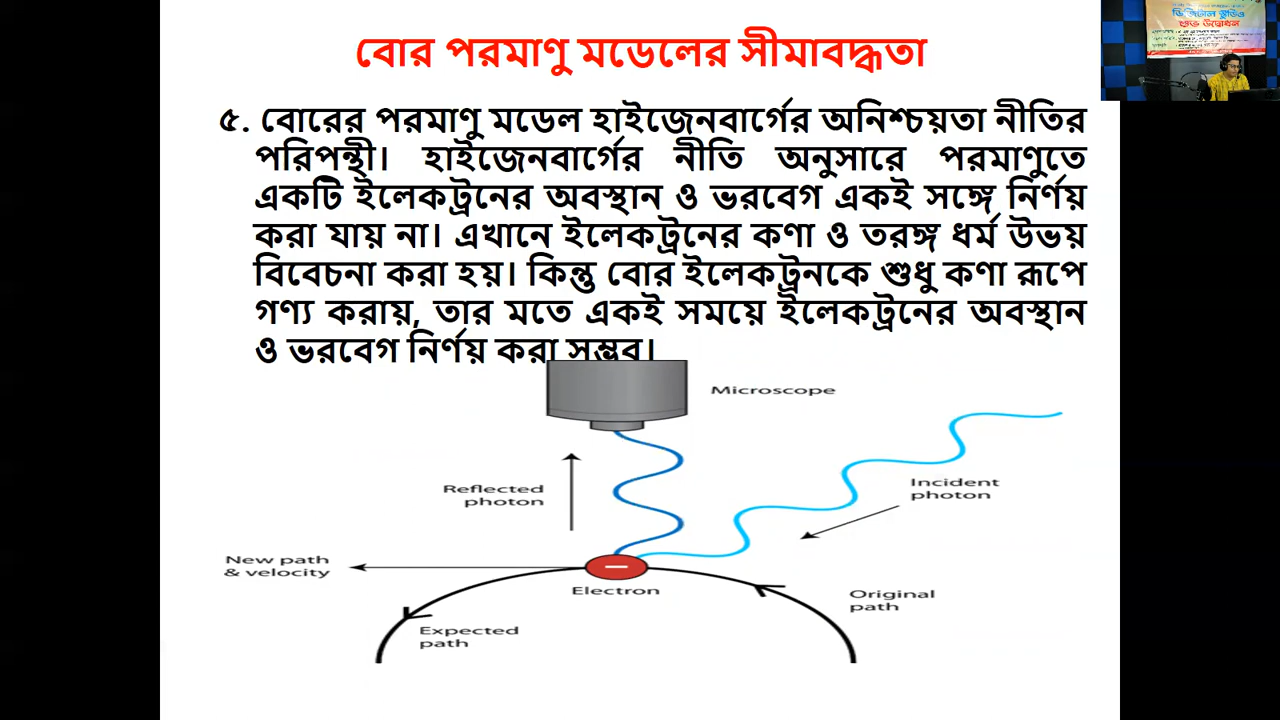 বোর পরমাণু মডেলের সীমাবদ্ধতা
৫. বোরের পরমাণু মডেল হাইজেনবার্গের অনিশ্চয়তা নীতির
পরিপন্থী। হাইজেনবার্গের নীতি অনুসারে পরমাণুতে
একটি ইলেকট্রনের অবস্থান ও ভরবেগ একই সঙ্গে নির্ণয়
করা যায় না। এখানে ইলেকট্রনের কণা ও তরঙ্গ ধর্ম উভয়
বিবেচনা করা হয়। কিন্তু বোর ইলেকট্রনকে শুধু কণা রূপে
গণ্য করায়, তার মতে একই সময়ে ইলেকট্রনের অবস্থান
ও ভরবেগ নির্ণয় করা সম্ভব।
Microscope
Incident
photon
Reflected
photon
New path
& velocity
Electron
Original
path
Expected
path
ডিজিটাল স্টুডিও
শুভ উদ্বোধন